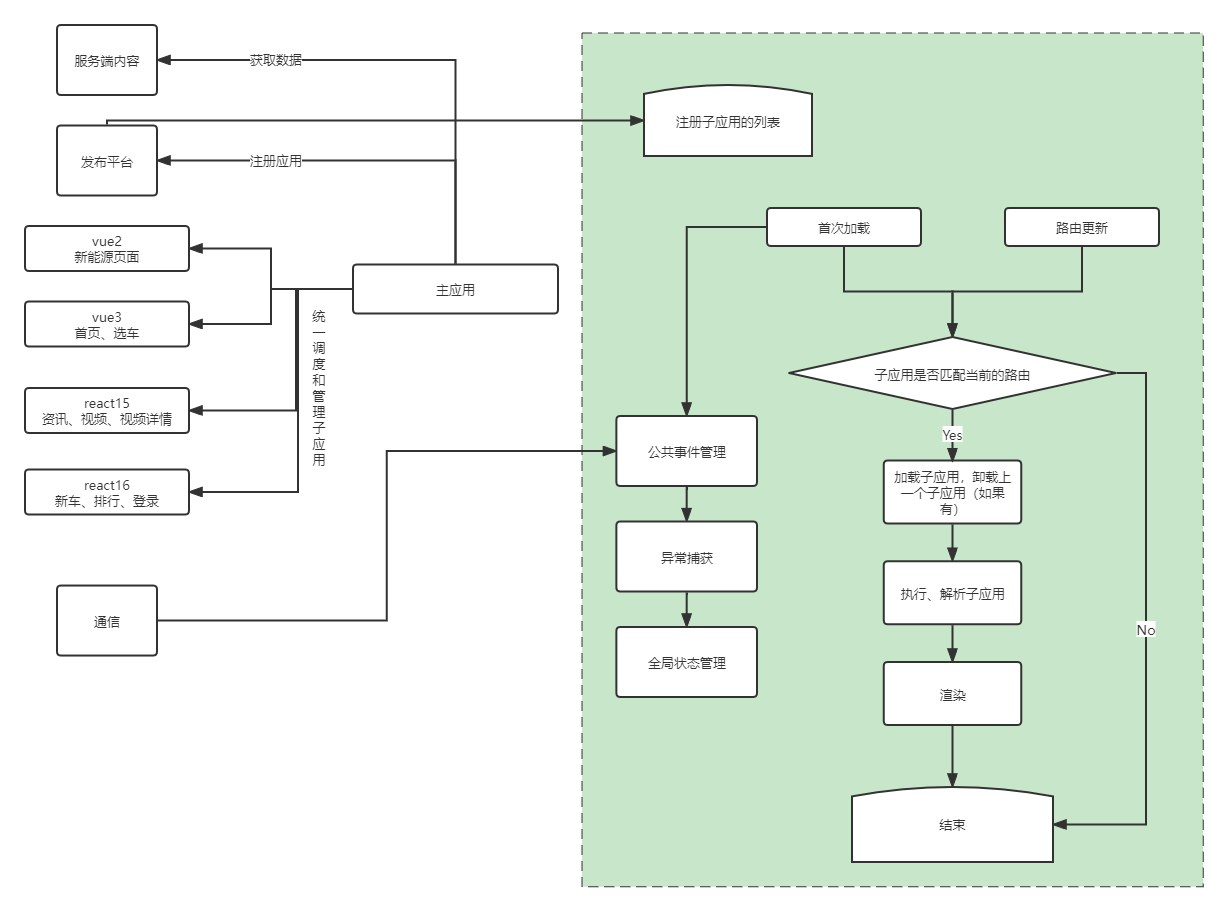 服务端内容
获取数据
发布平台
注册应用
vue2
新能源页面
vue3
首页、选车
react15
资讯、视频、视频详情
react16
新车、排行、登录
主应用
统一调度和管理子应用
通信
注册子应用的列表
首次加载
路由更新
子应用是否匹配当前的路由
Yes
No
公共事件管理
异常捕获
全局状态管理
加载子应用，卸载上
一个子应用（如果
有）
执行、解析子应用
渲染
结束